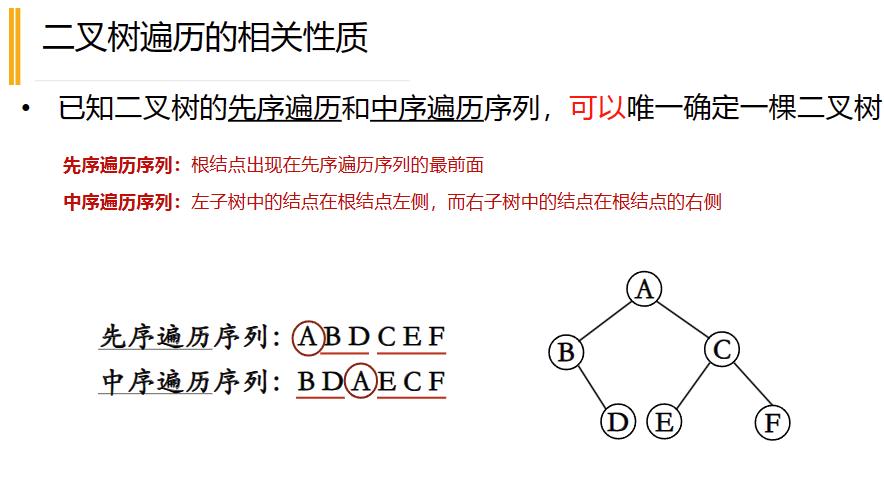 二叉树遍历的相关性质
• 已知二叉树的先序遍历和中序遍历序列，可以唯一确定一棵二叉树
先序遍历序列：根结点出现在先序遍历序列的最前面
中序遍历序列：左子树中的结点在根结点左侧，而右子树中的结点在根结点的右侧
先序遍历序列：A B D C E F
中序遍历序列：B D A E C F
A
B C
D E F